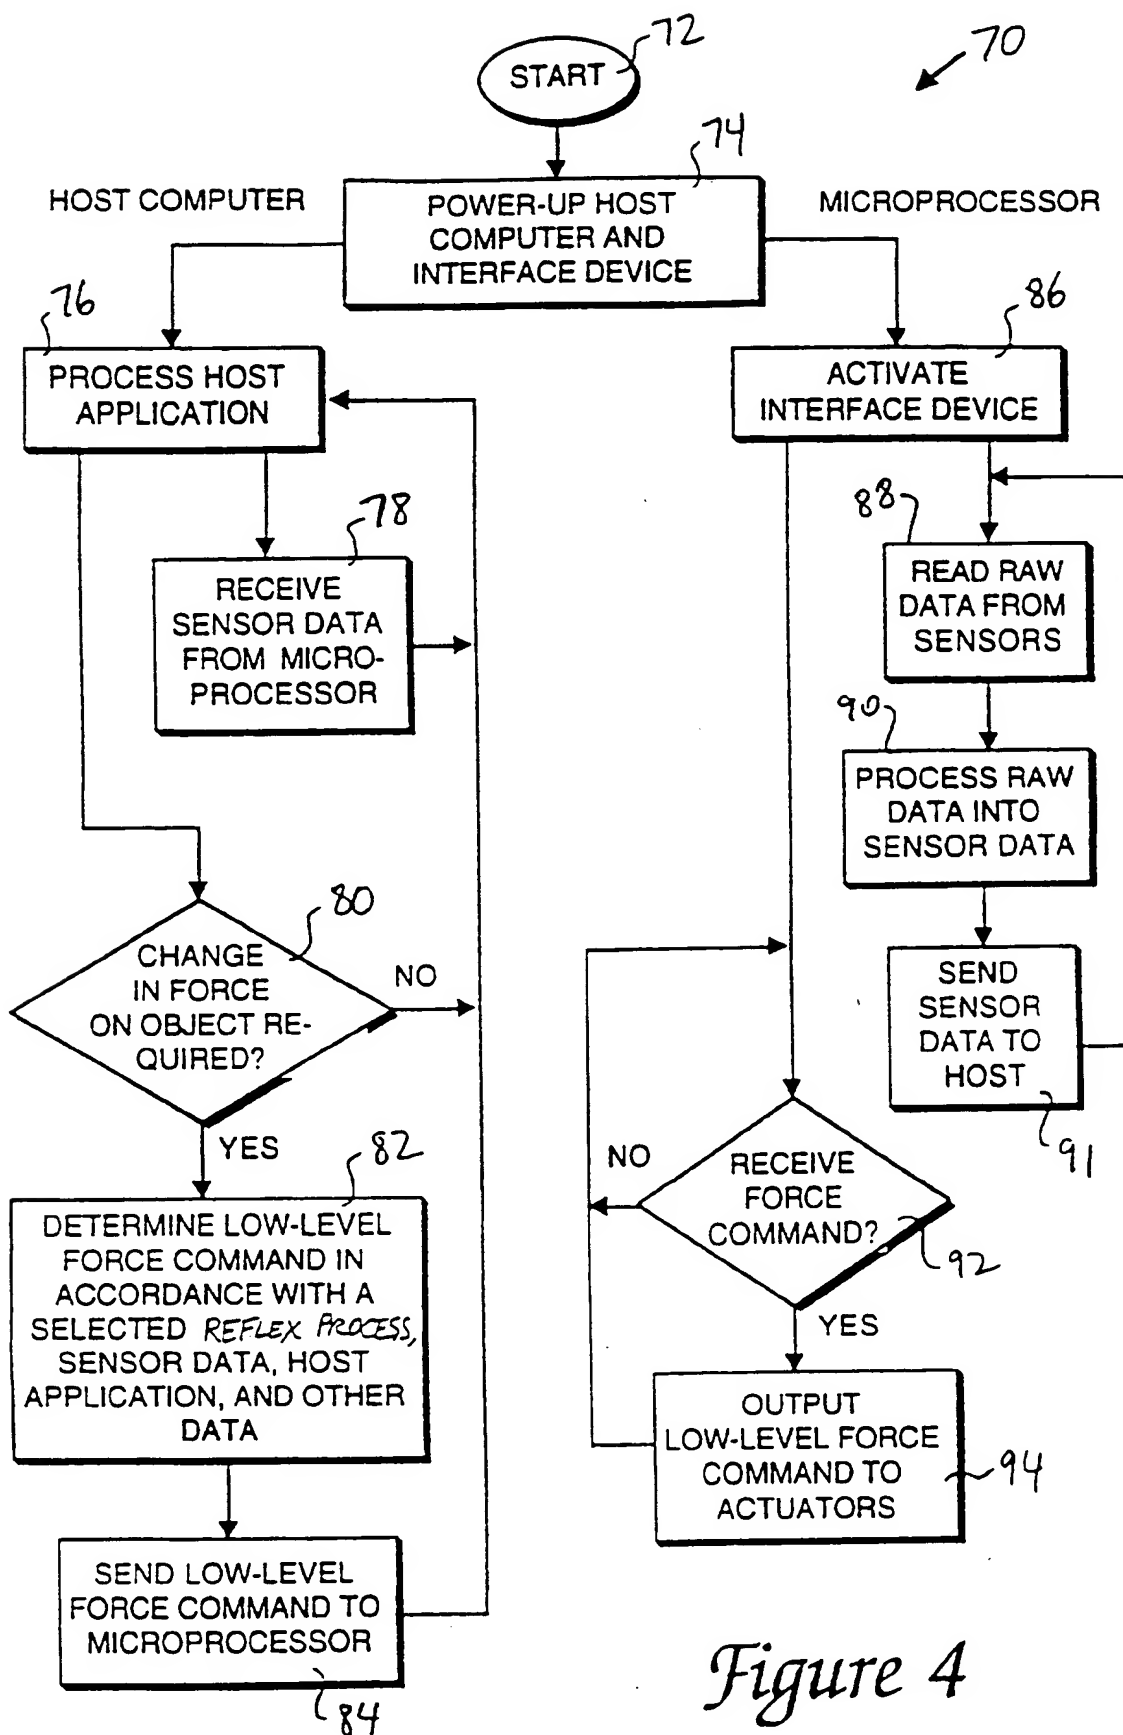 72
START
70
74
HOST COMPUTER
POWER-UP HOST
COMPUTER AND
INTERFACE DEVICE
MICROPROCESSOR
76
PROCESS HOST
APPLICATION
86
ACTIVATE
INTERFACE DEVICE
78
RECEIVE
SENSOR DATA
FROM MICRO-
PROCESSOR
88
READ RAW
DATA FROM
SENSORS
90
PROCESS RAW
DATA INTO
SENSOR DATA
80
CHANGE
IN FORCE
ON OBJECT RE-
QUIRED?
NO
YES
SEND
SENSOR
DATA TO
HOST
91
82
DETERMINE LOW-LEVEL
FORCE COMMAND IN
ACCORDANCE WITH A
SELECTED REFLEX PROCESS,
SENSOR DATA, HOST
APPLICATION, AND OTHER
DATA
NO
RECEIVE
FORCE
COMMAND?
92
YES
OUTPUT
LOW-LEVEL FORCE
COMMAND TO
ACTUATORS
94
SEND LOW-LEVEL
FORCE COMMAND TO
MICROPROCESSOR
84
Figure 4